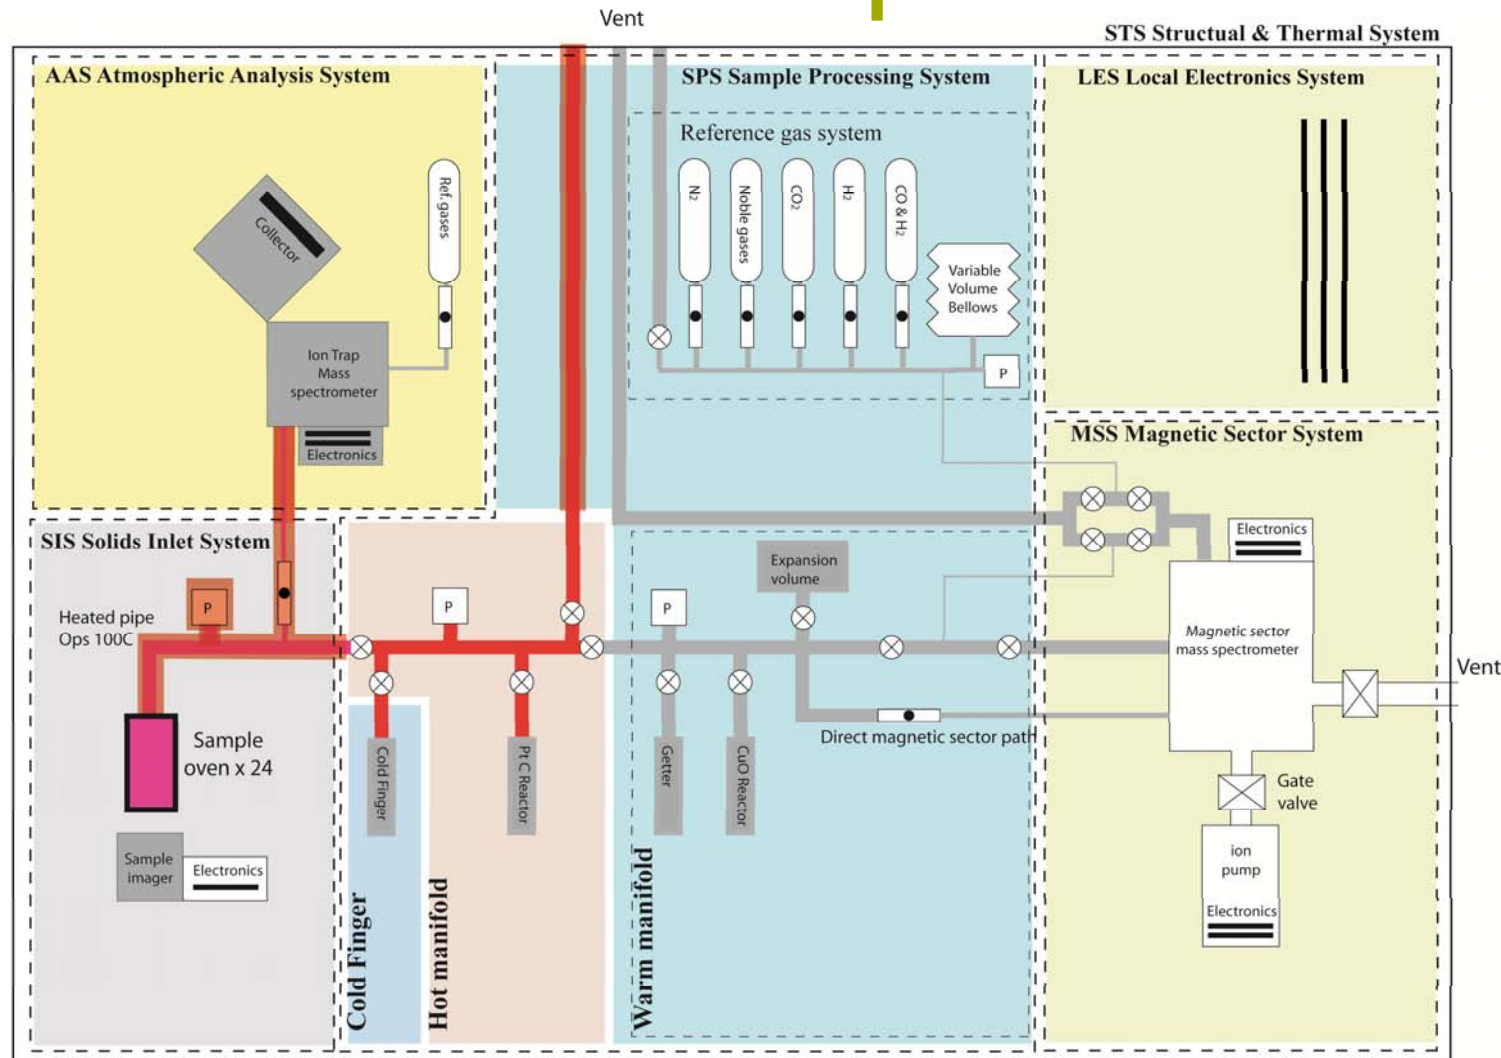 Vent
STS Structual & Thermal System
AAS Atmospheric Analysis System
SPS Sample Processing System
LES Local Electronics System
Reference gas system
Ref. gases
Collector
N2
Noble gases
CO2
H2
CO & H2
Variable
Volume
Bellows
P
Ion Trap
Mass
spectrometer
Electronics
MSS Magnetic Sector System
SIS Solids Inlet System
Electronics
Expansion
volume
P
P
P
Heated pipe
Ops 100C
Magnetic sector
mass spectrometer
Vent
Direct magnetic sector path
Sample
oven x 24
Cold Finger
Pt C Reactor
Getter
CuO Reactor
Gate
valve
Sample
imager
Electronics
ion
pump
Electronics
Cold Finger
Hot manifold
Warm manifold